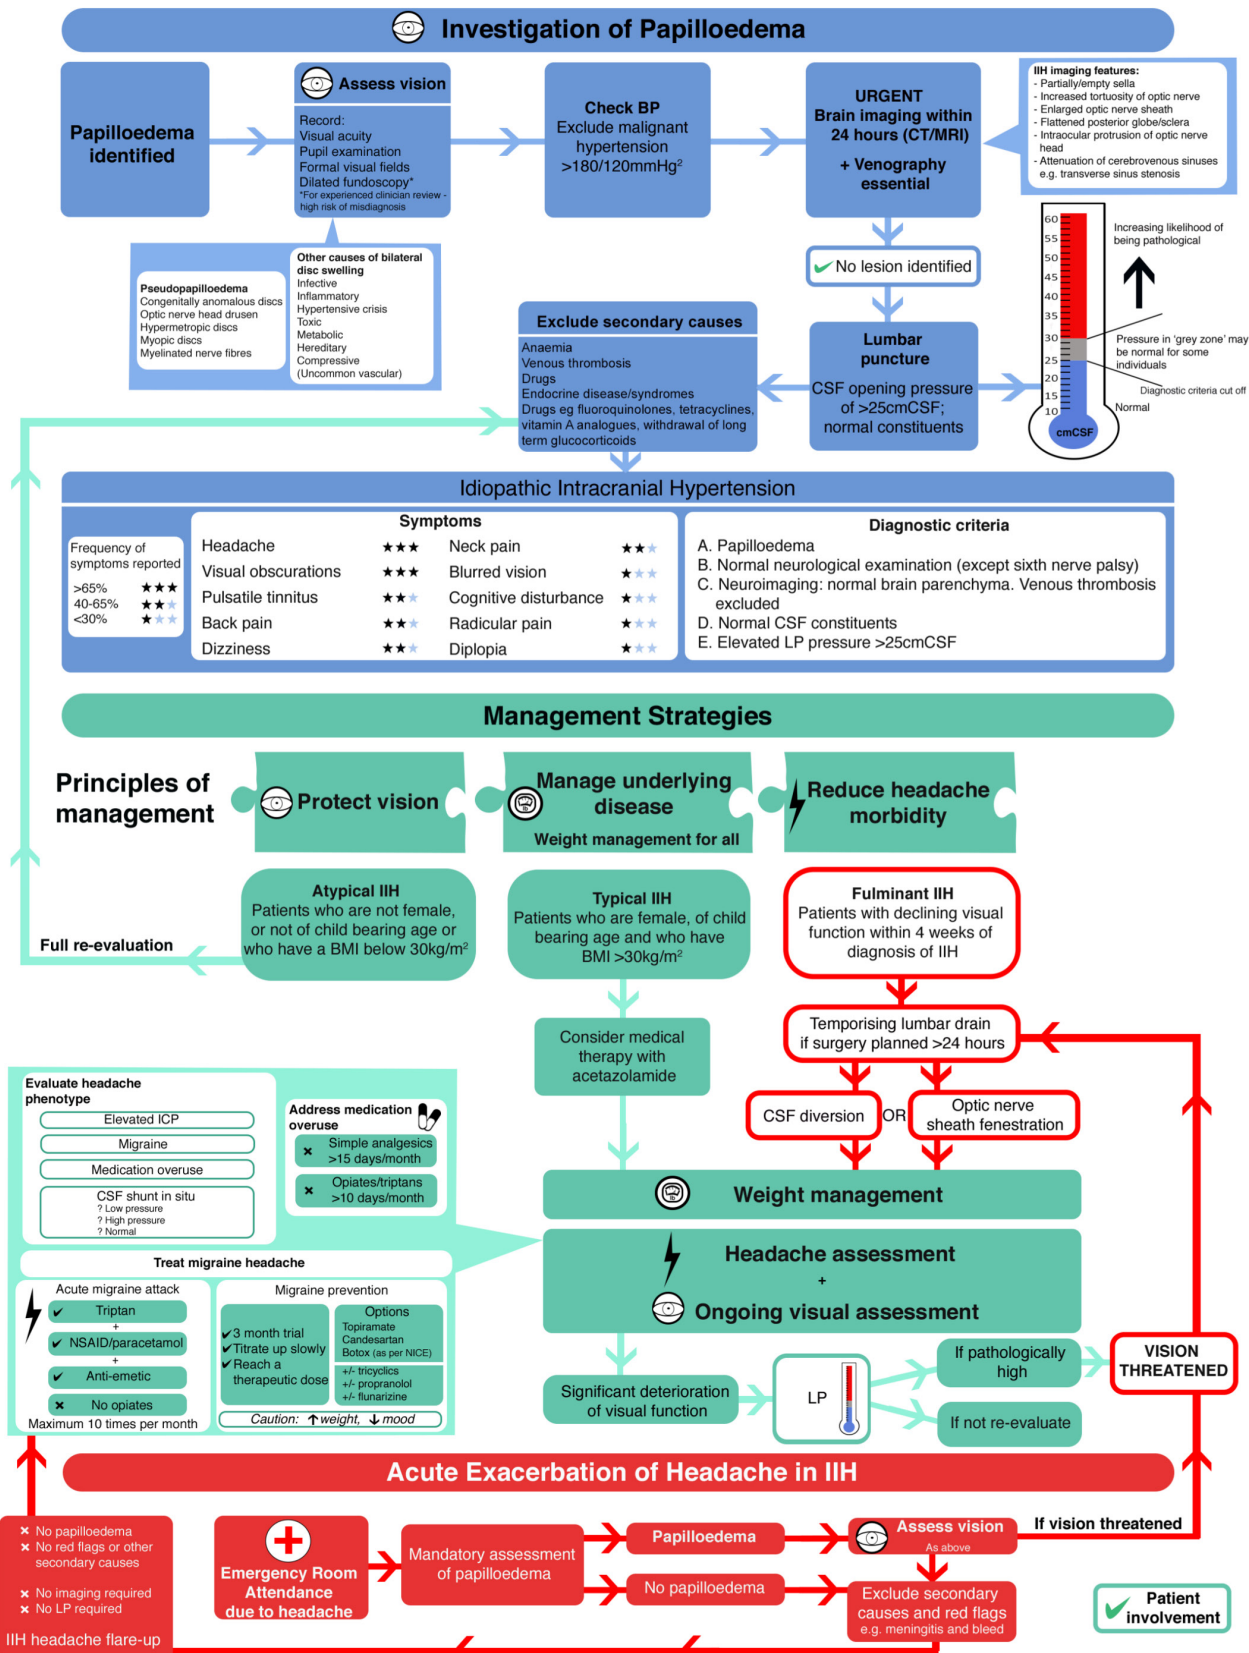 Investigation of Papilloedema
Papilloedema
identified
Assess vision
Record:
Visual acuity
Pupil examination
Formal visual fields
Dilated fundoscopy*
*For experienced clinician review -
high risk of misdiagnosis
Check BP
Exclude malignant
hypertension
>180/120mmHg²
URGENT
Brain imaging within
24 hours (CT/MRI)
+ Venography
essential
IIH imaging features:
- Partially/empty sella
- Increased tortuosity of optic nerve
- Enlarged optic nerve sheath
- Flattened posterior globe/sclera
- Intraocular protrusion of optic nerve
head
- Attenuation of cerebrovenous sinuses
e.g. transverse sinus stenosis
Pseudopapilloedema
Congenitally anomalous discs
Optic nerve head drusen
Hypermetropic discs
Myopic discs
Myelinated nerve fibres
Other causes of bilateral
disc swelling
Infective
Inflammatory
Hypertensive crisis
Toxic
Metabolic
Hereditary
Compressive
(Uncommon vascular)
No lesion identified
Exclude secondary causes
Anaemia
Venous thrombosis
Drugs
Endocrine disease/syndromes
Drugs eg fluoroquinolones, tetracyclines,
vitamin A analogues, withdrawal of long
term glucocorticoids
Lumbar
puncture
CSF opening pressure
of >25cmCSF;
normal constituents
60
55
50
45
40
35
30
25
20
15
10
cmCSF
Increasing likelihood of
being pathological
Pressure in 'grey zone' may
be normal for some
individuals
Diagnostic criteria cut off
Normal
Idiopathic Intracranial Hypertension
Frequency of
symptoms reported
>65% ★★★
40-65% ★★★
<30% ★★★
Symptoms
Headache ★★★
Visual obscurations ★★★
Pulsatile tinnitus ★★★
Back pain ★★★
Dizziness ★★★
Neck pain ★★★
Blurred vision ★★★
Cognitive disturbance ★★★
Radicular pain ★★★
Diplopia ★★★
Diagnostic criteria
A. Papilloedema
B. Normal neurological examination (except sixth nerve palsy)
C. Neuroimaging: normal brain parenchyma. Venous thrombosis
excluded
D. Normal CSF constituents
E. Elevated LP pressure >25cmCSF
Management Strategies
Principles of
management
Protect vision
Manage underlying
disease
Weight management for all
Reduce headache
morbidity
Atypical IIH
Patients who are not female,
or not of child bearing age or
who have a BMI below 30kg/m²
Full re-evaluation
Typical IIH
Patients who are female, of child
bearing age and who have
BMI >30kg/m²
Fulminant IIH
Patients with declining visual
function within 4 weeks of
diagnosis of IIH
Consider medical
therapy with
acetazolamide
Temporising lumbar drain
if surgery planned >24 hours
CSF diversion
OR
Optic nerve
sheath fenestration
Weight management
Headache assessment
+
Ongoing visual assessment
Evaluate headache
phenotype
Elevated ICP
Migraine
Medication overuse
CSF shunt in situ
? Low pressure
? High pressure
? Normal
Address medication
overuse
Simple analgesics
>15 days/month
Opiates/triptans
>10 days/month
Treat migraine headache
Acute migraine attack
Triptan
+
NSAID/paracetamol
+
Anti-emetic
No opiates
Maximum 10 times per month
Migraine prevention
3 month trial
Titrate up slowly
Reach a
therapeutic dose
Options
Topiramate
Candesartan
Botox (as per NICE)
+/- tricyclics
+/- propranolol
+/- flunarizine
Caution: ↑weight, ↓mood
Significant deterioration
of visual function
LP
If pathologically
high
If not re-evaluate
VISION
THREATENED
Acute Exacerbation of Headache in IIH
No papilloedema
No red flags or other
secondary causes
No imaging required
No LP required
IIH headache flare-up
Emergency Room
Attendance
due to headache
Mandatory assessment
of papilloedema
Papilloedema
No papilloedema
Assess vision
As above
If vision threatened
Exclude secondary
causes and red flags
e.g. meningitis and bleed
Patient
involvement